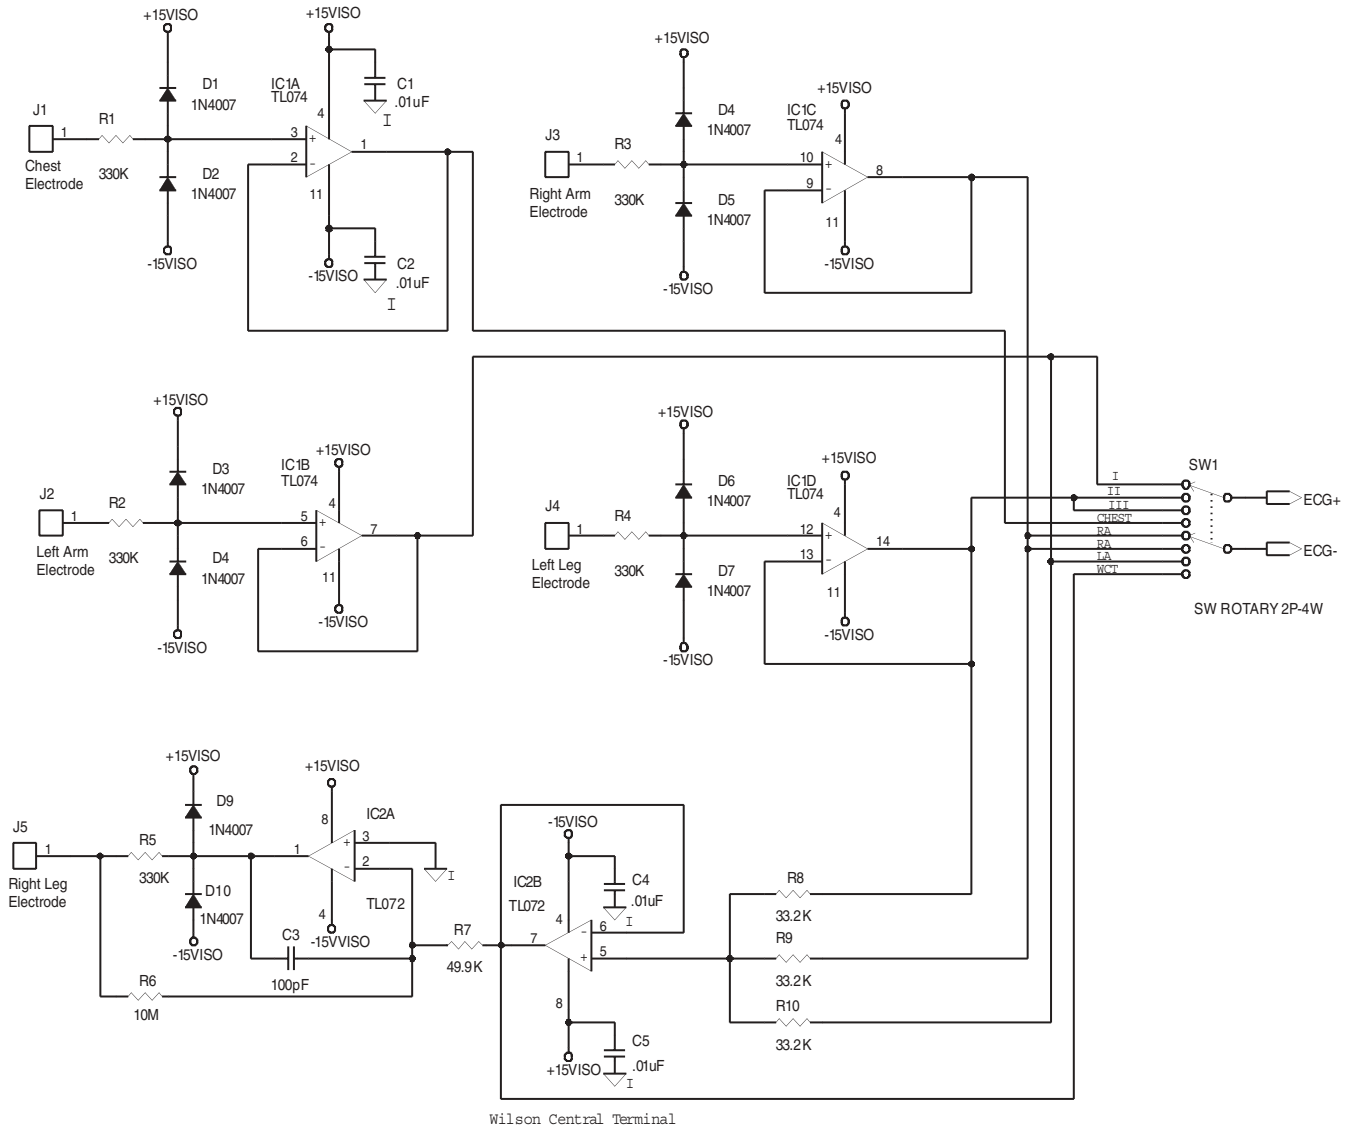 +15VISO
+15VISO
D1
1N4007
IC1A
TL074
C1
.01uF
I
J1
1
R1
330K
Chest
Electrode
D2
1N4007
4
3
+
2
-
1
11
C2
.01uF
I
-15VISO
-15VISO
+15VISO
+15VISO
D4
1N4007
IC1C
TL074
J3
1
R3
330K
Right Arm
Electrode
D5
1N4007
4
10
+
9
-
8
11
-15VISO
-15VISO
+15VISO
+15VISO
D3
1N4007
IC1B
TL074
J2
1
R2
330K
Left Arm
Electrode
D4
1N4007
4
5
+
6
-
7
11
-15VISO
-15VISO
+15VISO
+15VISO
D6
1N4007
IC1D
TL074
J4
1
R4
330K
Left Leg
Electrode
D7
1N4007
4
12
+
13
-
14
11
-15VISO
-15VISO
SW1
I
II
III
CHEST
RA
RA
LA
WCT
ECG+
ECG-
SW ROTARY 2P-4W
+15VISO
+15VISO
D9
1N4007
IC2A
J5
1
R5
330K
Right Leg
Electrode
D10
1N4007
8
1
+
3
-
2
I
TL072
4
-15VVISO
-15VISO
C3
100pF
R6
10M
R7
49.9K
-15VISO
IC2B
TL072
C4
.01uF
I
4
7
-
6
+
5
8
C5
.01uF
I
+15VISO
R8
33.2K
R9
33.2K
R10
33.2K
Wilson Central Terminal